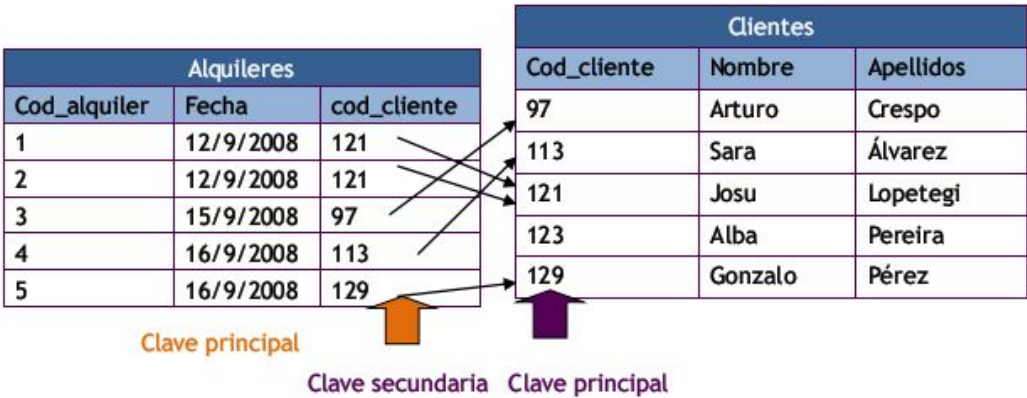 Alquileres
Cod_alquiler Fecha cod_cliente
1 12/9/2008 121
2 12/9/2008 121
3 15/9/2008 97
4 16/9/2008 113
5 16/9/2008 129
Clientes
Cod_cliente Nombre Apellidos
97 Arturo Crespo
113 Sara Álvarez
121 Josu Lopetegi
123 Alba Pereira
129 Gonzalo Pérez
Clave principal
Clave secundaria Clave principal